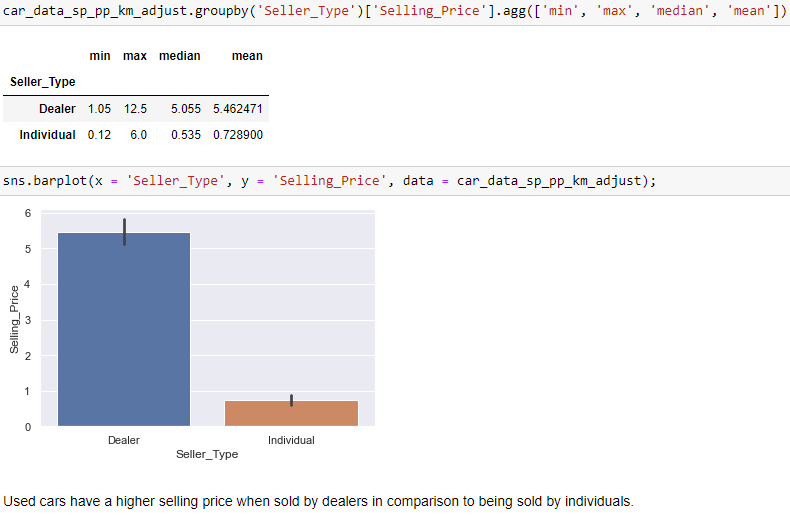 car_data_sp_pp_km_adjust.groupby('Seller_Type')['Selling_Price'].agg(['min', 'max', 'median', 'mean'])
min max median mean
Seller_Type
Dealer 1.05 12.5 5.055 5.462471
Individual 0.12 6.0 0.535 0.728900
sns.barplot(x = 'Seller_Type', y = 'Selling_Price', data = car_data_sp_pp_km_adjust);
6
5
4
3
2
1
0
Selling_Price
Dealer Individual
Seller_Type
Used cars have a higher selling price when sold by dealers in comparison to being sold by individuals.